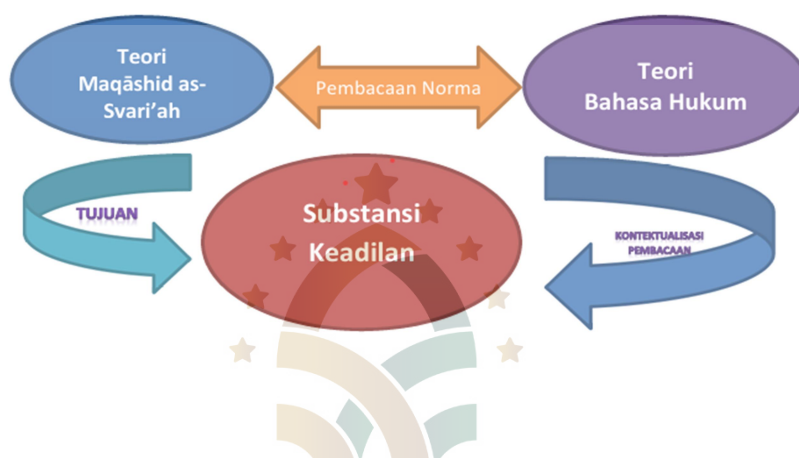 Teori
Maqāshid as-
Svari'ah
Pembacaan Norma
Teori
Bahasa Hukum
TUJUAN
Substansi
Keadilan
KONTEKTUALISASI
PEMBACAAN